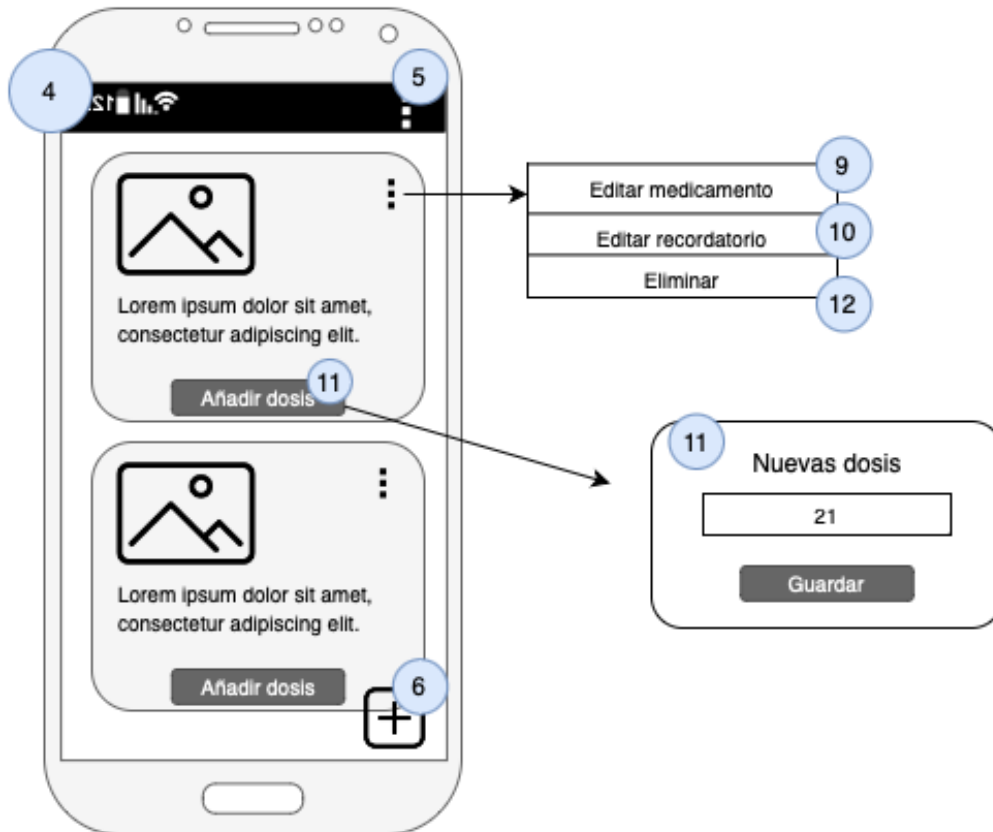 4
5
12:
9
Editar medicamento
10
Editar recordatorio
Eliminar
12
Lorem ipsum dolor sit amet,
consectetur adipiscing elit.
Añadir dosis
11
11
Nuevas dosis
21
Guardar
Lorem ipsum dolor sit amet,
consectetur adipiscing elit.
Añadir dosis
6